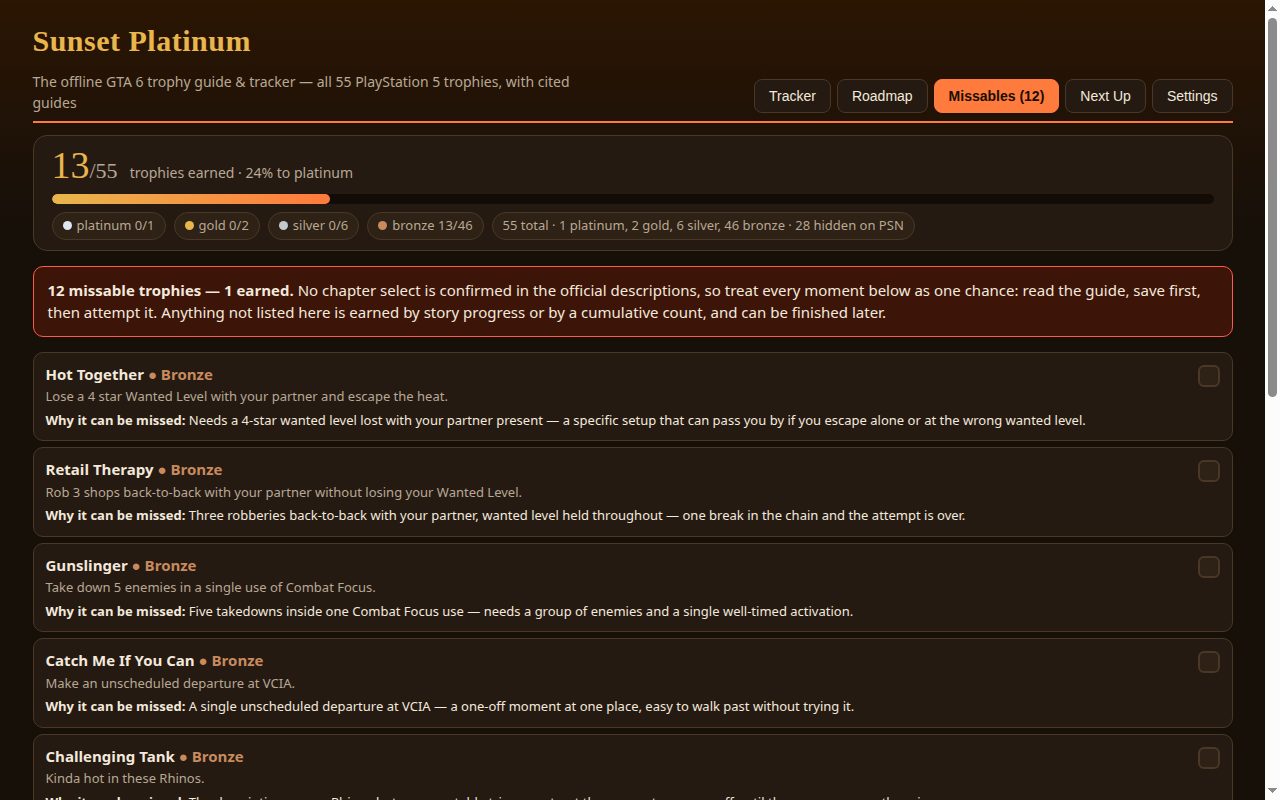 Sunset Platinum
The offline GTA 6 trophy guide & tracker — all 55 PlayStation 5 trophies, with cited
guides
Tracker
Roadmap
Missables (12)
Next Up
Settings
13/55 trophies earned · 24% to platinum
platinum 0/1
gold 0/2
silver 0/6
bronze 13/46
55 total · 1 platinum, 2 gold, 6 silver, 46 bronze · 28 hidden on PSN
12 missable trophies — 1 earned. No chapter select is confirmed in the official descriptions, so treat every moment below as one chance: read the guide, save first,
then attempt it. Anything not listed here is earned by story progress or by a cumulative count, and can be finished later.
Hot Together ● Bronze
Lose a 4 star Wanted Level with your partner and escape the heat.
Why it can be missed: Needs a 4-star wanted level lost with your partner present — a specific setup that can pass you by if you escape alone or at the wrong wanted level.
Retail Therapy ● Bronze
Rob 3 shops back-to-back with your partner without losing your Wanted Level.
Why it can be missed: Three robberies back-to-back with your partner, wanted level held throughout — one break in the chain and the attempt is over.
Gunslinger ● Bronze
Take down 5 enemies in a single use of Combat Focus.
Why it can be missed: Five takedowns inside one Combat Focus use — needs a group of enemies and a single well-timed activation.
Catch Me If You Can ● Bronze
Make an unscheduled departure at VCIA.
Why it can be missed: A single unscheduled departure at VCIA — a one-off moment at one place, easy to walk past without trying it.
Challenging Tank ● Bronze
Kinda hot in these Rhinos.